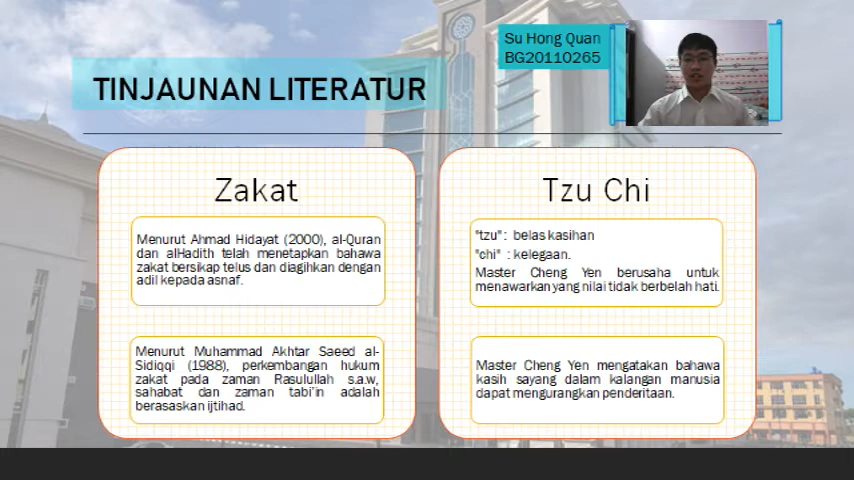 Su Hong Quan
BG20110265
TINJAUNAN LITERATUR
Zakat
Menurut Ahmad Hidayat (2000), al-Quran
dan alHadith telah menetapkan bahawa
zakat bersikap telus dan diagihkan dengan
adil kepada asnaf.
Menurut Muhammad Akhtar Saeed al-
Sidiqqi (1988), perkembangan hukum
zakat pada zaman Rasulullah s.a.w,
sahabat dan zaman tabi'in adalah
berasaskan ijtihad.
Tzu Chi
"tzu": belas kasihan
"chi" : kelegaan.
Master Cheng Yen berusaha untuk
menawarkan yang nilai tidak berbelah hati.
Master Cheng Yen mengatakan bahawa
kasih sayang dalam kalangan manusia
dapat mengurangkan penderitaan.